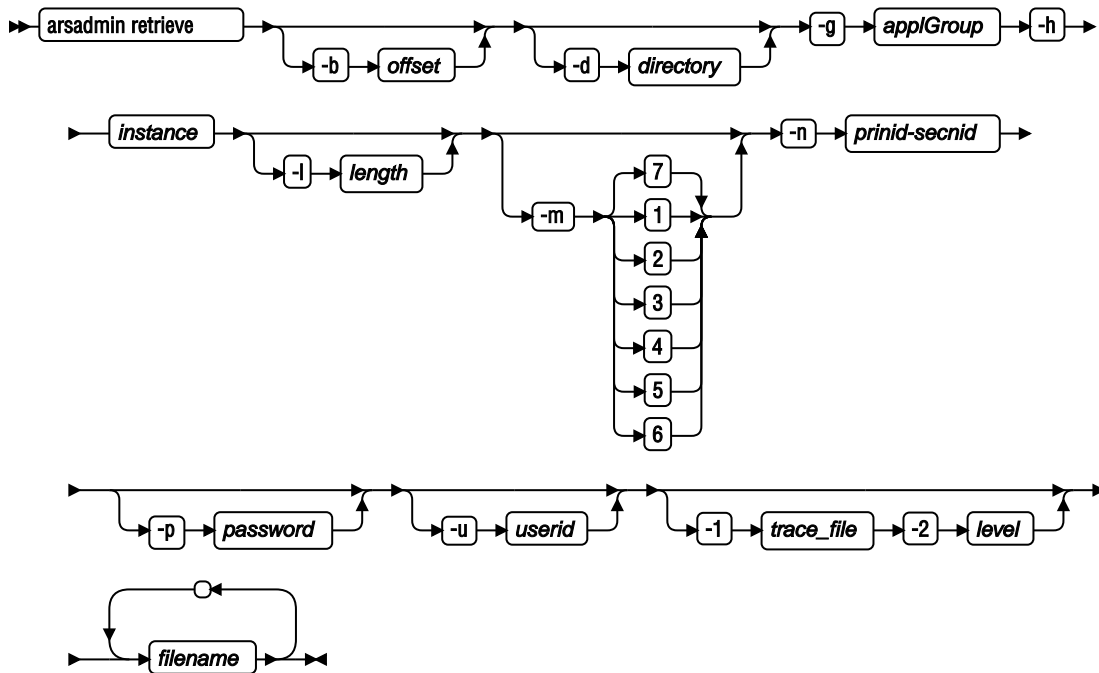 arsadmin retrieve -b offset -d directory -g applGroup -h
instance -l length -m 7 -n prinid-secnid
1
2
3
4
5
6
-p password -u userid -1 trace_file -2 level
filename